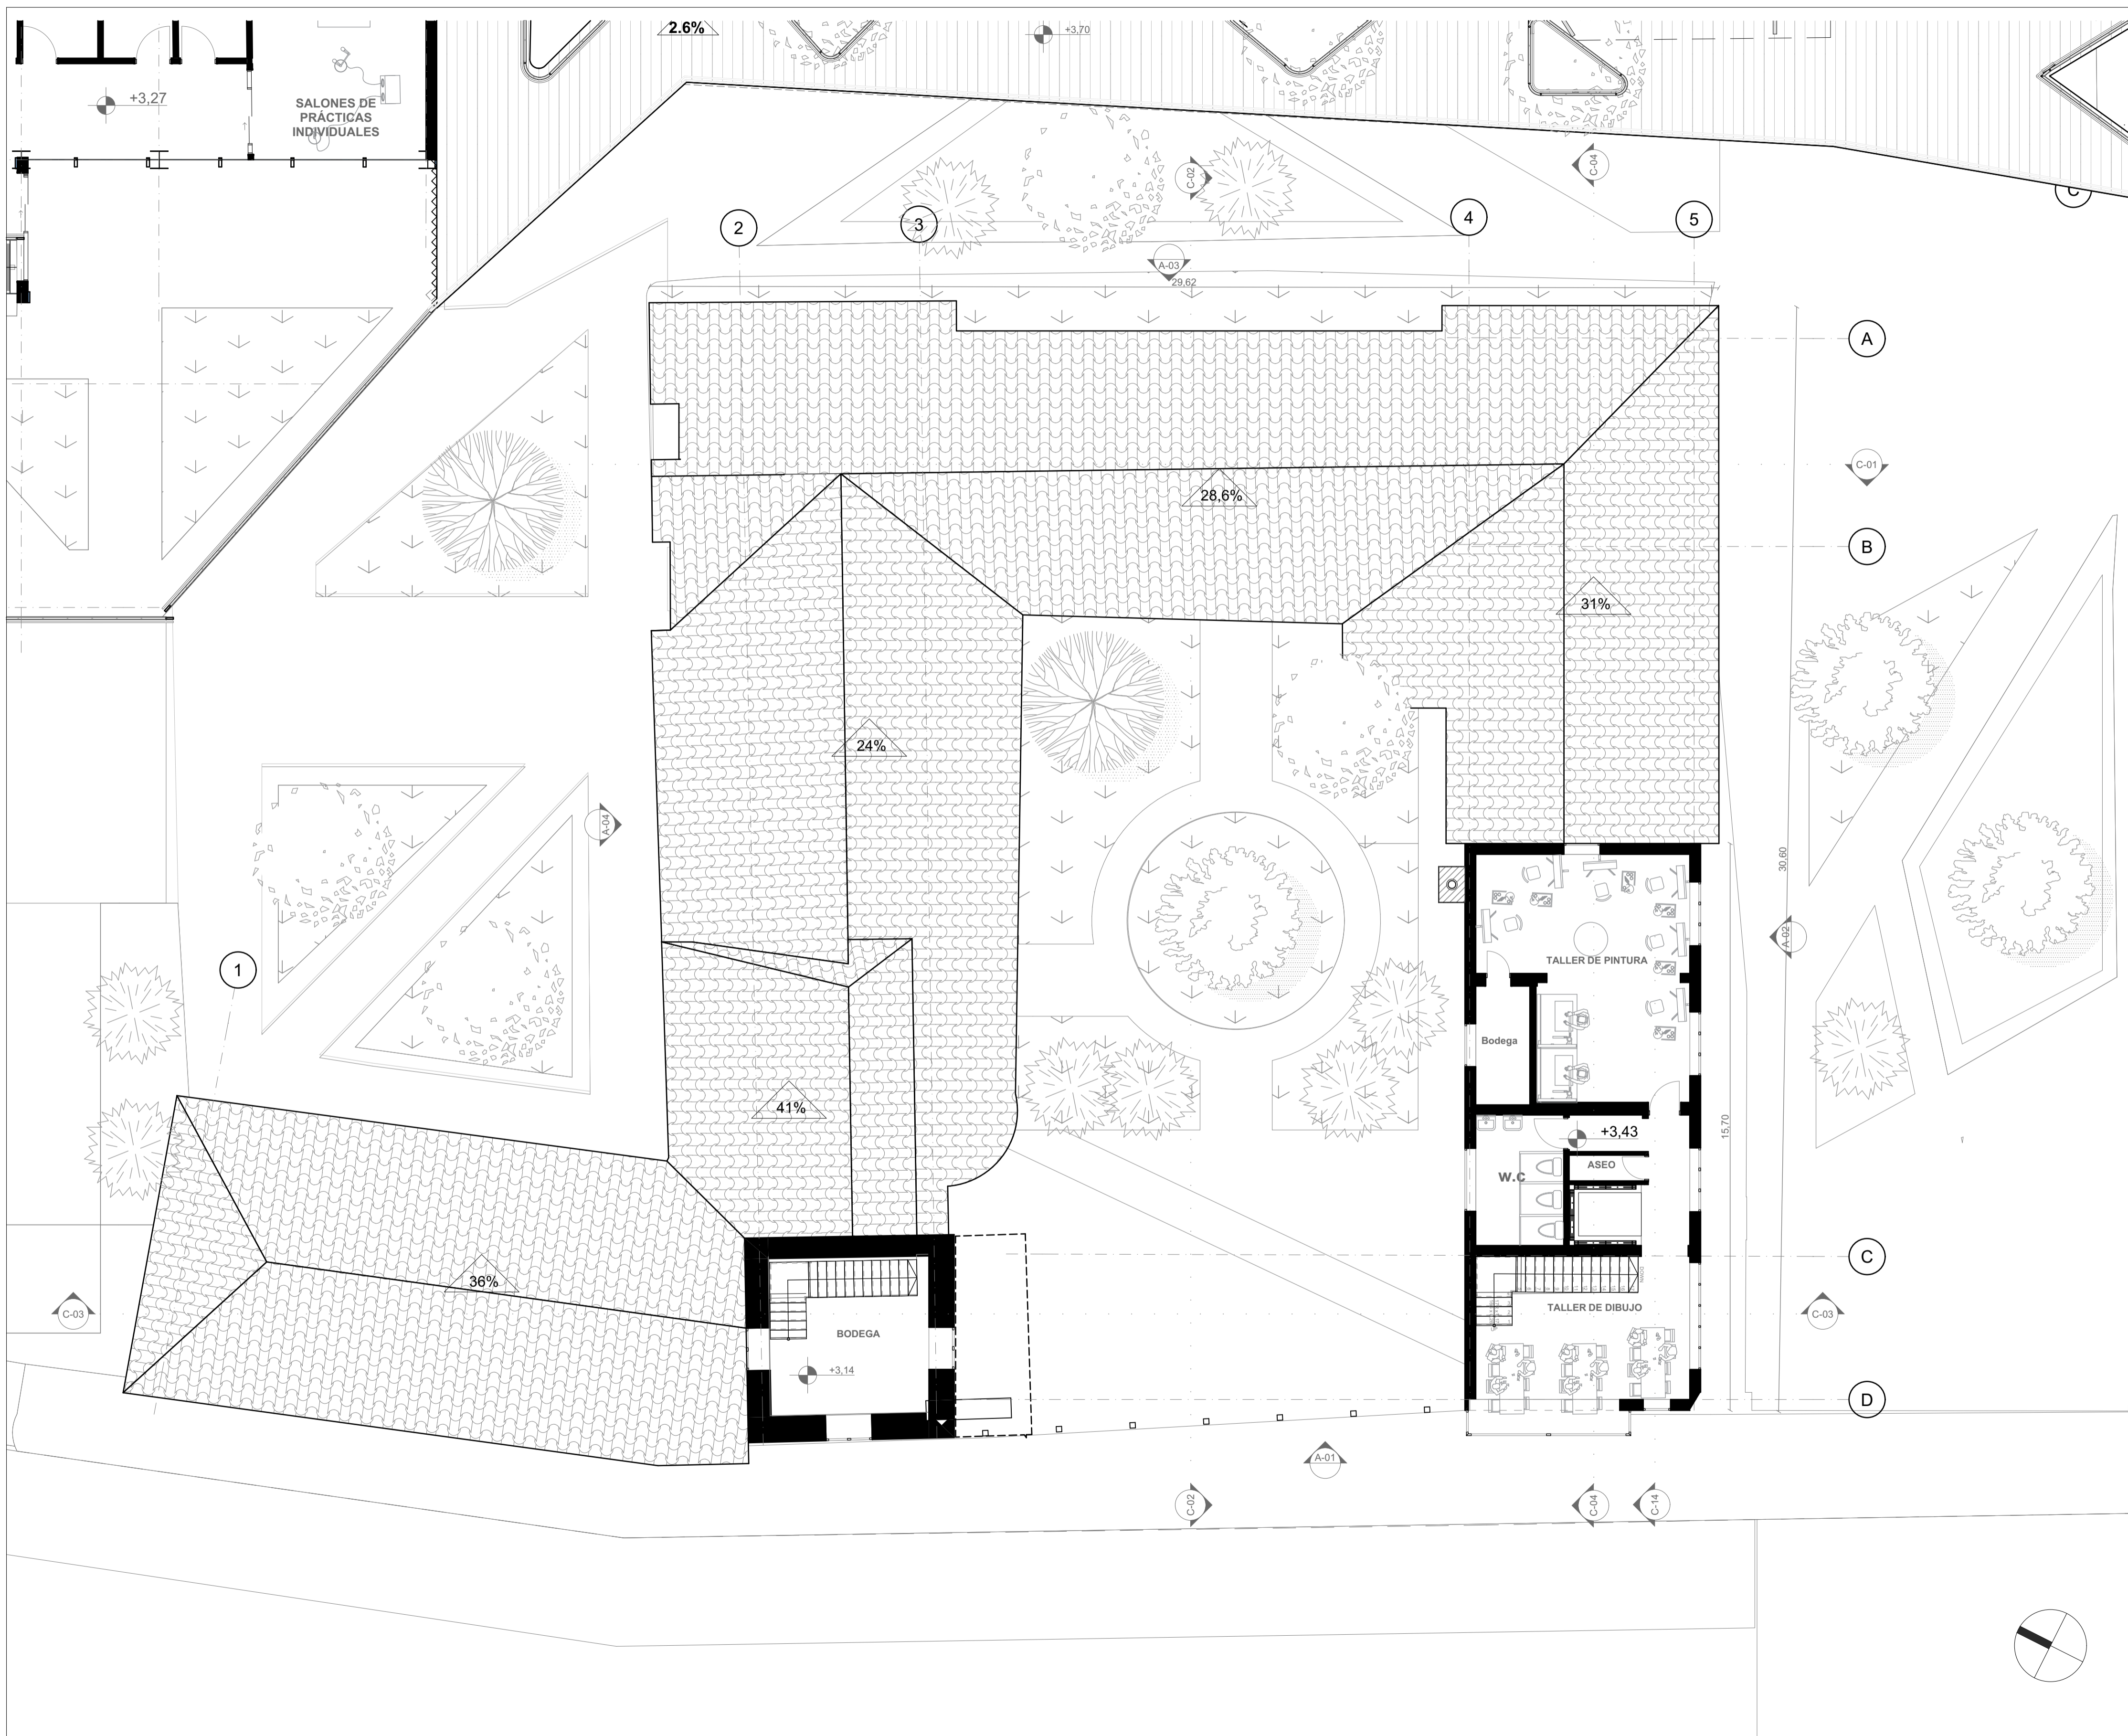 2.6%
+3,70
+3,27
SALONES DE
PRÁCTICAS
INDIVIDUALES
C-04
C-02
C
2
3
4
5
A-03
29,62
A
C-01
28,6%
B
31%
24%
A-04
30,60
A-02
TALLER DE PINTURA
1
Bodega
41%
15,70
+3,43
ASEO
W.C
C
36%
C-03
TALLER DE DIBUJO
C-03
BODEGA
+3,14
D
A-01
C-02
C-04
C-14